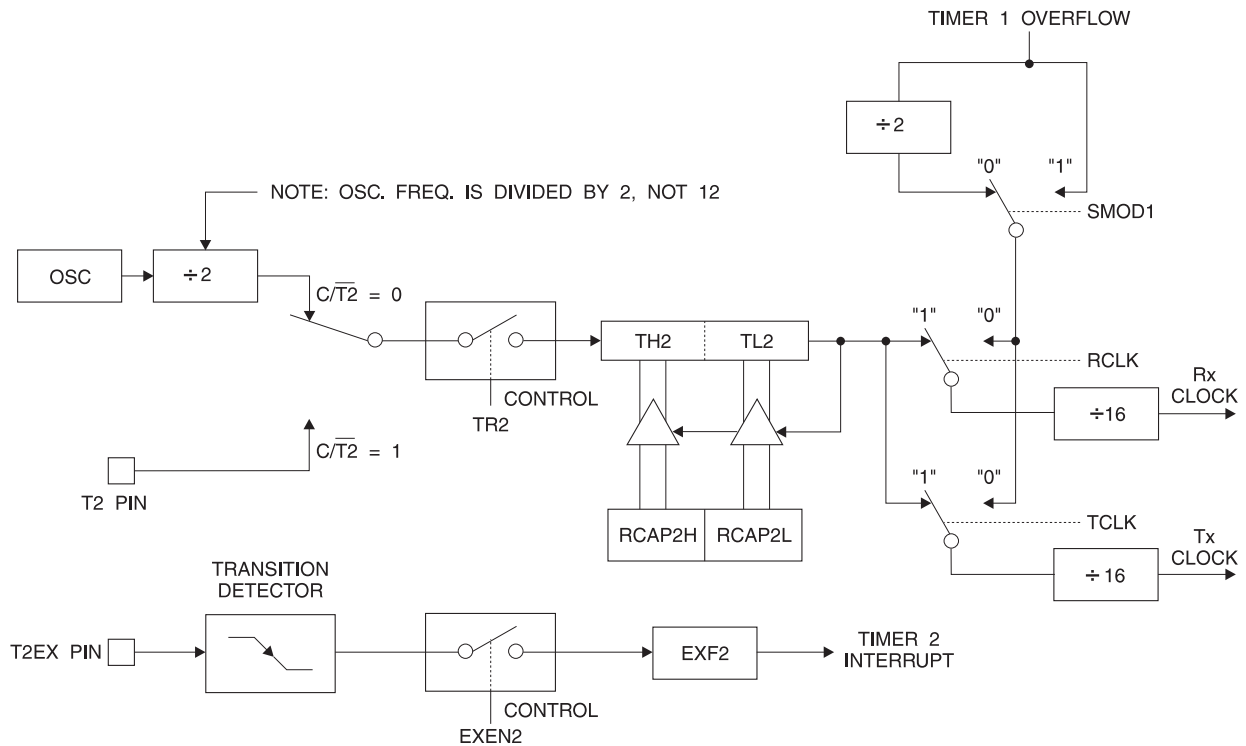 TIMER 1 OVERFLOW
÷2
"0"
"1"
NOTE: OSC. FREQ. IS DIVIDED BY 2, NOT 12
SMOD1
OSC
÷2
C/T̅2̅ = 0
TH2
TL2
"1"
"0"
RCLK
CONTROL
TR2
Rx
CLOCK
÷16
C/T̅2̅ = 1
T2 PIN
"1"
"0"
RCAP2H
RCAP2L
TCLK
Tx
CLOCK
÷16
TRANSITION
DETECTOR
T2EX PIN
EXF2
TIMER 2
INTERRUPT
CONTROL
EXEN2